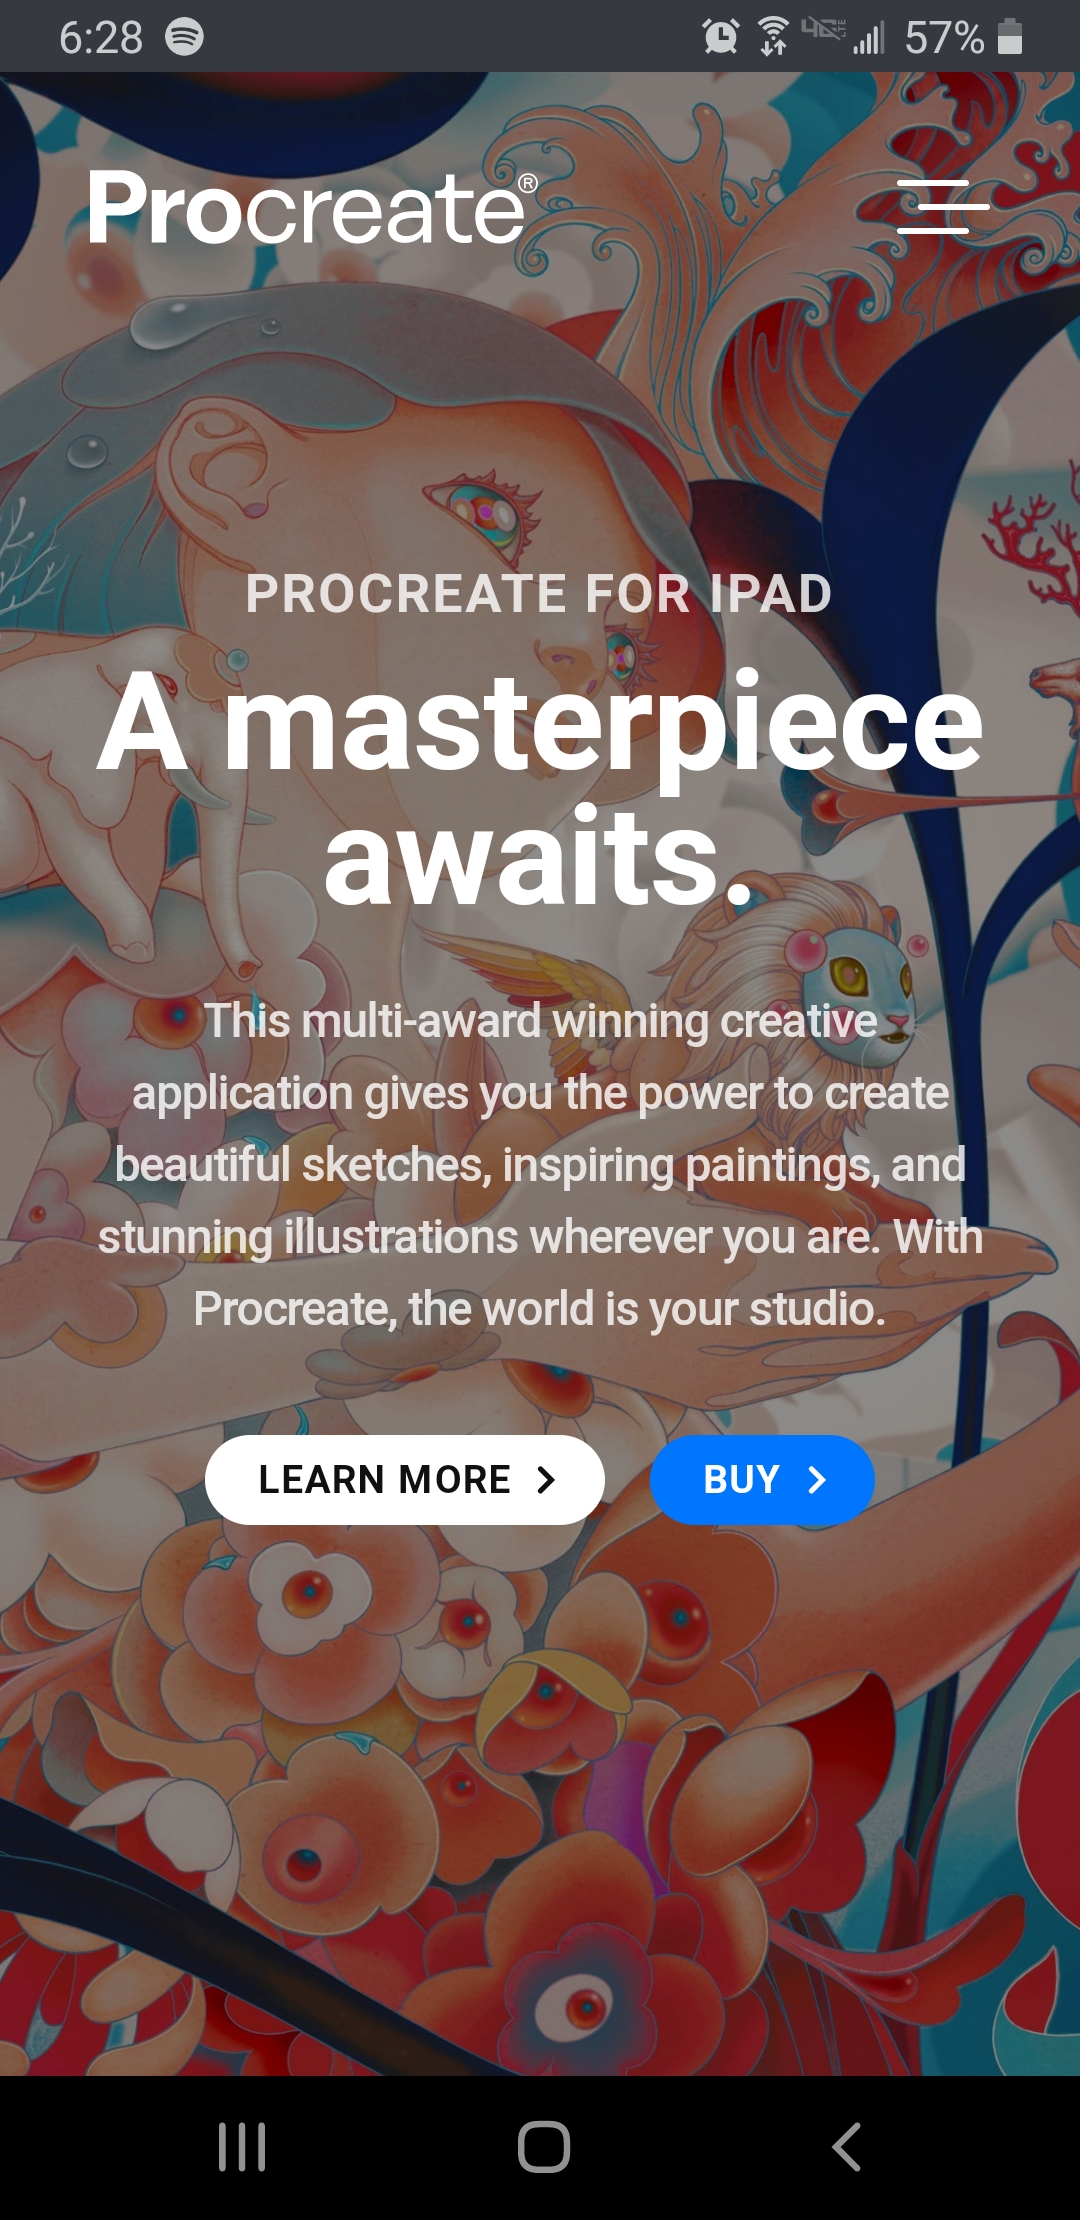 6:28 57%
Procreate®
PROCREATE FOR IPAD
A masterpiece
awaits.
This multi-award winning creative
application gives you the power to create
beautiful sketches, inspiring paintings, and
stunning illustrations wherever you are. With
Procreate, the world is your studio.
LEARN MORE BUY